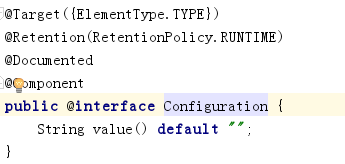 @Target({ElementType.TYPE})
@Retention(RetentionPolicy.RUNTIME)
@Documented
@Component
public @interface Configuration {
    String value() default "";
}